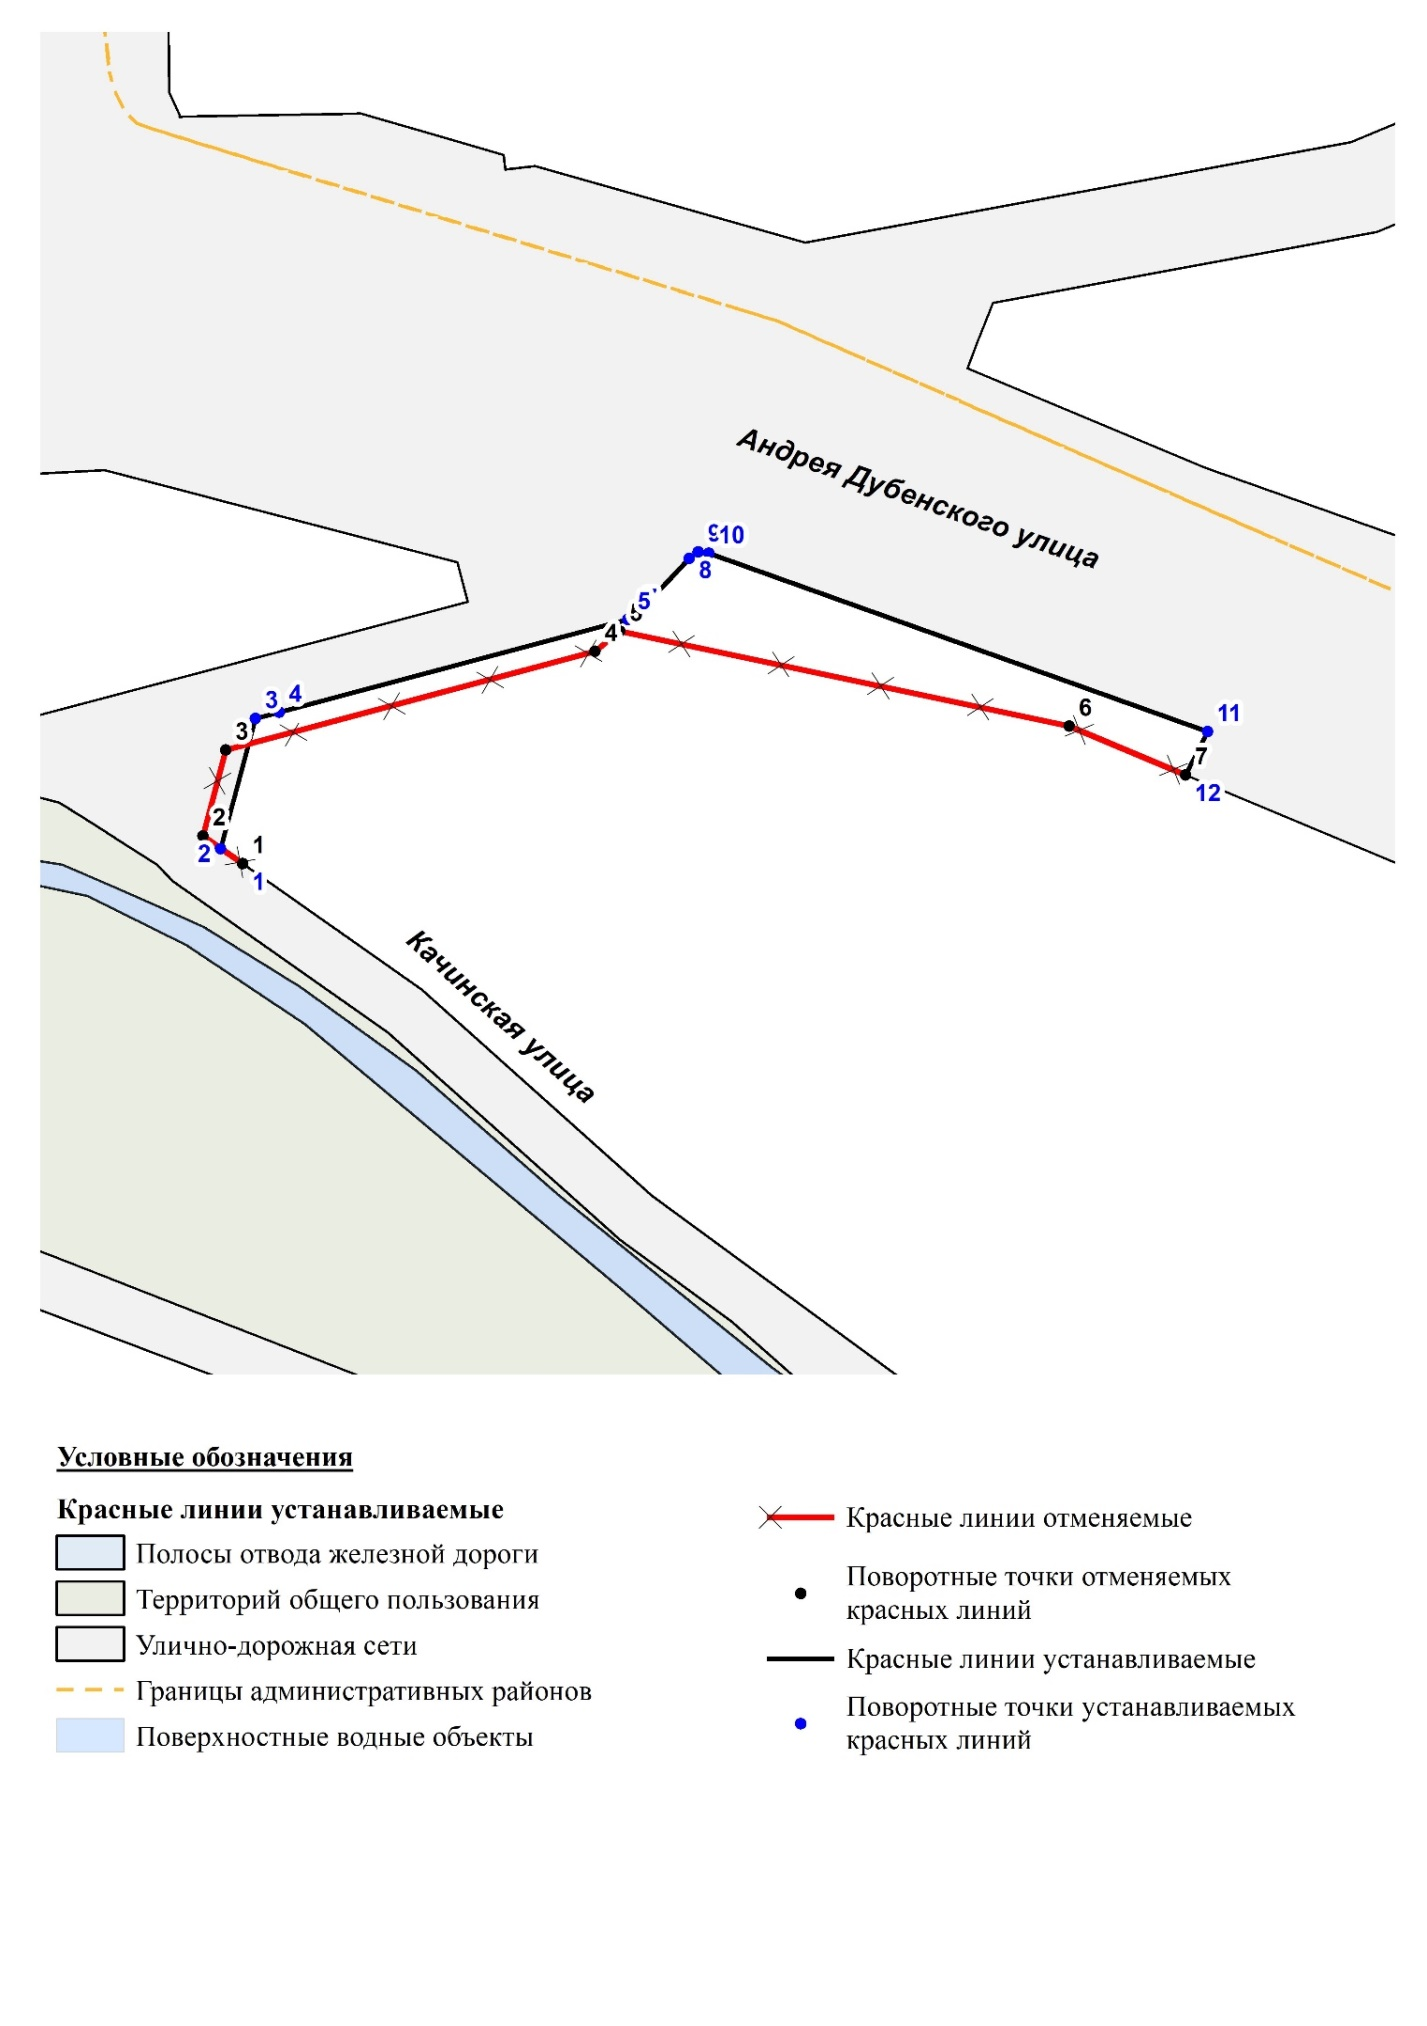 Андрея Дубенского улица
910
8
5
5
4
3 4
3
11
6
7
12
2
2
1
1
Качинская улица
Условные обозначения
Красные линии устанавливаемые
Полосы отвода железной дороги
Территорий общего пользования
Улично-дорожная сети
Границы административных районов
Поверхностные водные объекты
Красные линии отменяемые
Поворотные точки отменяемых
красных линий
Красные линии устанавливаемые
Поворотные точки устанавливаемых
красных линий